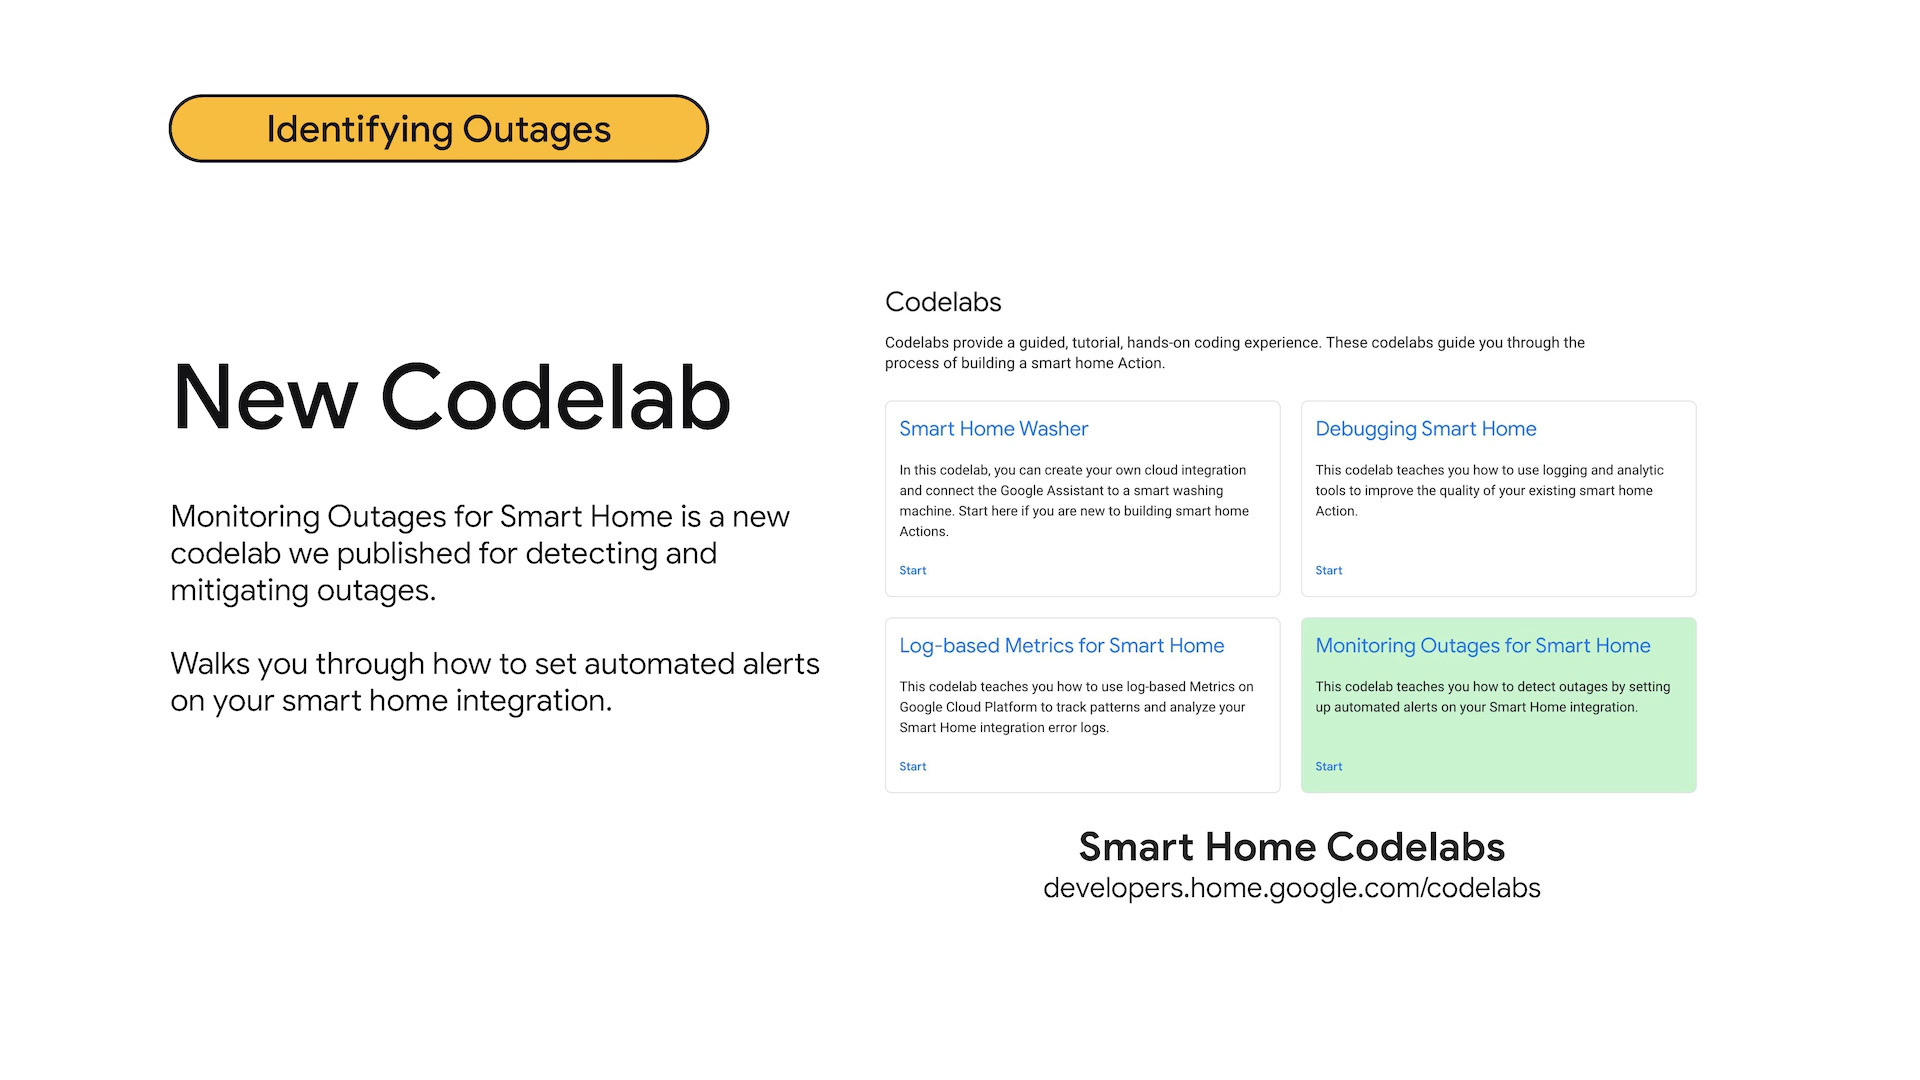 Identifying Outages
New Codelab
Monitoring Outages for Smart Home is a new
codelab we published for detecting and
mitigating outages.
Walks you through how to set automated alerts
on your smart home integration.
Codelabs
Codelabs provide a guided, tutorial, hands-on coding experience. These codelabs guide you through the
process of building a smart home Action.
Smart Home Washer
In this codelab, you can create your own cloud integration
and connect the Google Assistant to a smart washing
machine. Start here if you are new to building smart home
Actions.
Start
Debugging Smart Home
This codelab teaches you how to use logging and analytic
tools to improve the quality of your existing smart home
Action.
Start
Log-based Metrics for Smart Home
This codelab teaches you how to use log-based Metrics on
Google Cloud Platform to track patterns and analyze your
Smart Home integration error logs.
Start
Monitoring Outages for Smart Home
This codelab teaches you how to detect outages by setting
up automated alerts on your Smart Home integration.
Start
Smart Home Codelabs
developers.home.google.com/codelabs